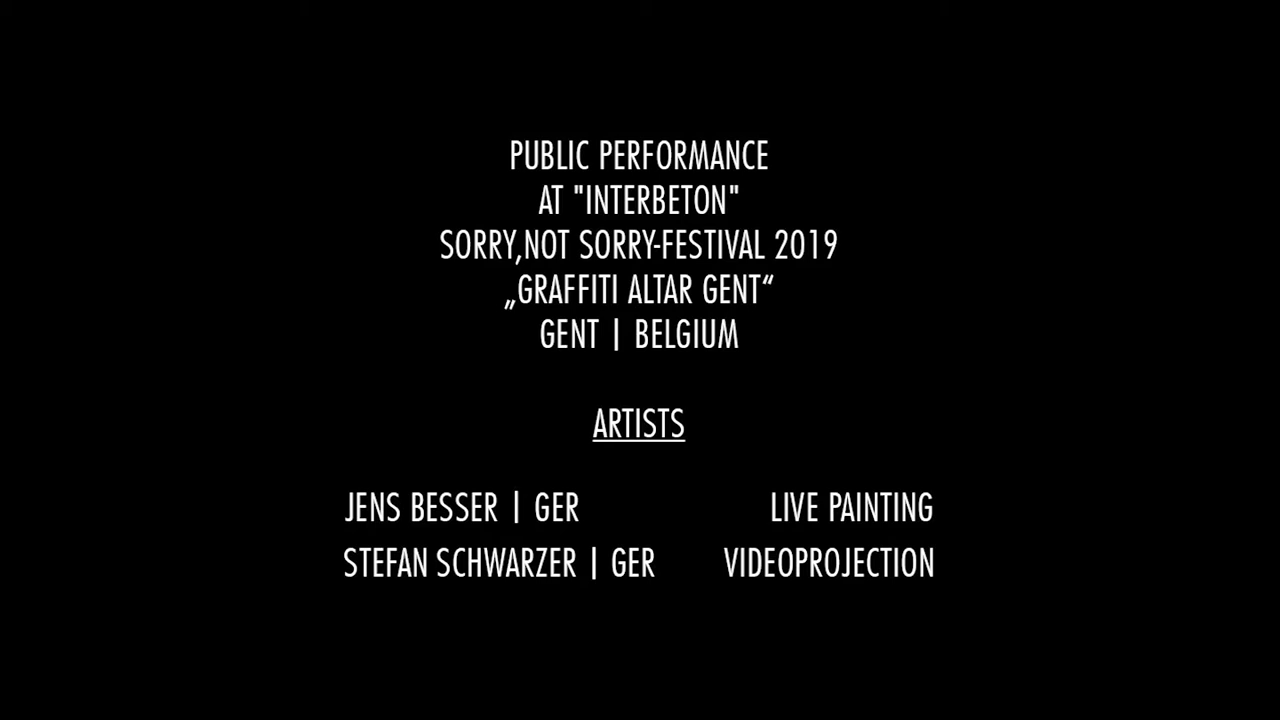 PUBLIC PERFORMANCE
AT "INTERBETON"
SORRY,NOT SORRY-FESTIVAL 2019
„GRAFFITI ALTAR GENT“
GENT | BELGIUM
ARTISTS
JENS BESSER | GER LIVE PAINTING
STEFAN SCHWARZER | GER VIDEOPROJECTION